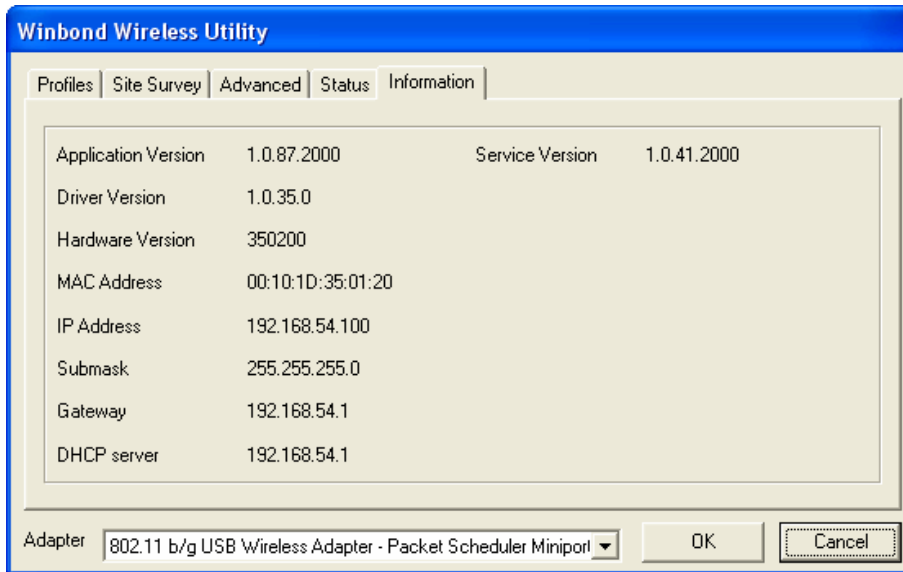 Winbond Wireless Utility
Profiles Site Survey Advanced Status Information
Application Version 1.0.87.2000 Service Version 1.0.41.2000
Driver Version 1.0.35.0
Hardware Version 350200
MAC Address 00:10:1D:35:01:20
IP Address 192.168.54.100
Submask 255.255.255.0
Gateway 192.168.54.1
DHCP server 192.168.54.1
Adapter 802.11 b/g USB Wireless Adapter - Packet Scheduler Miniport OK Cancel